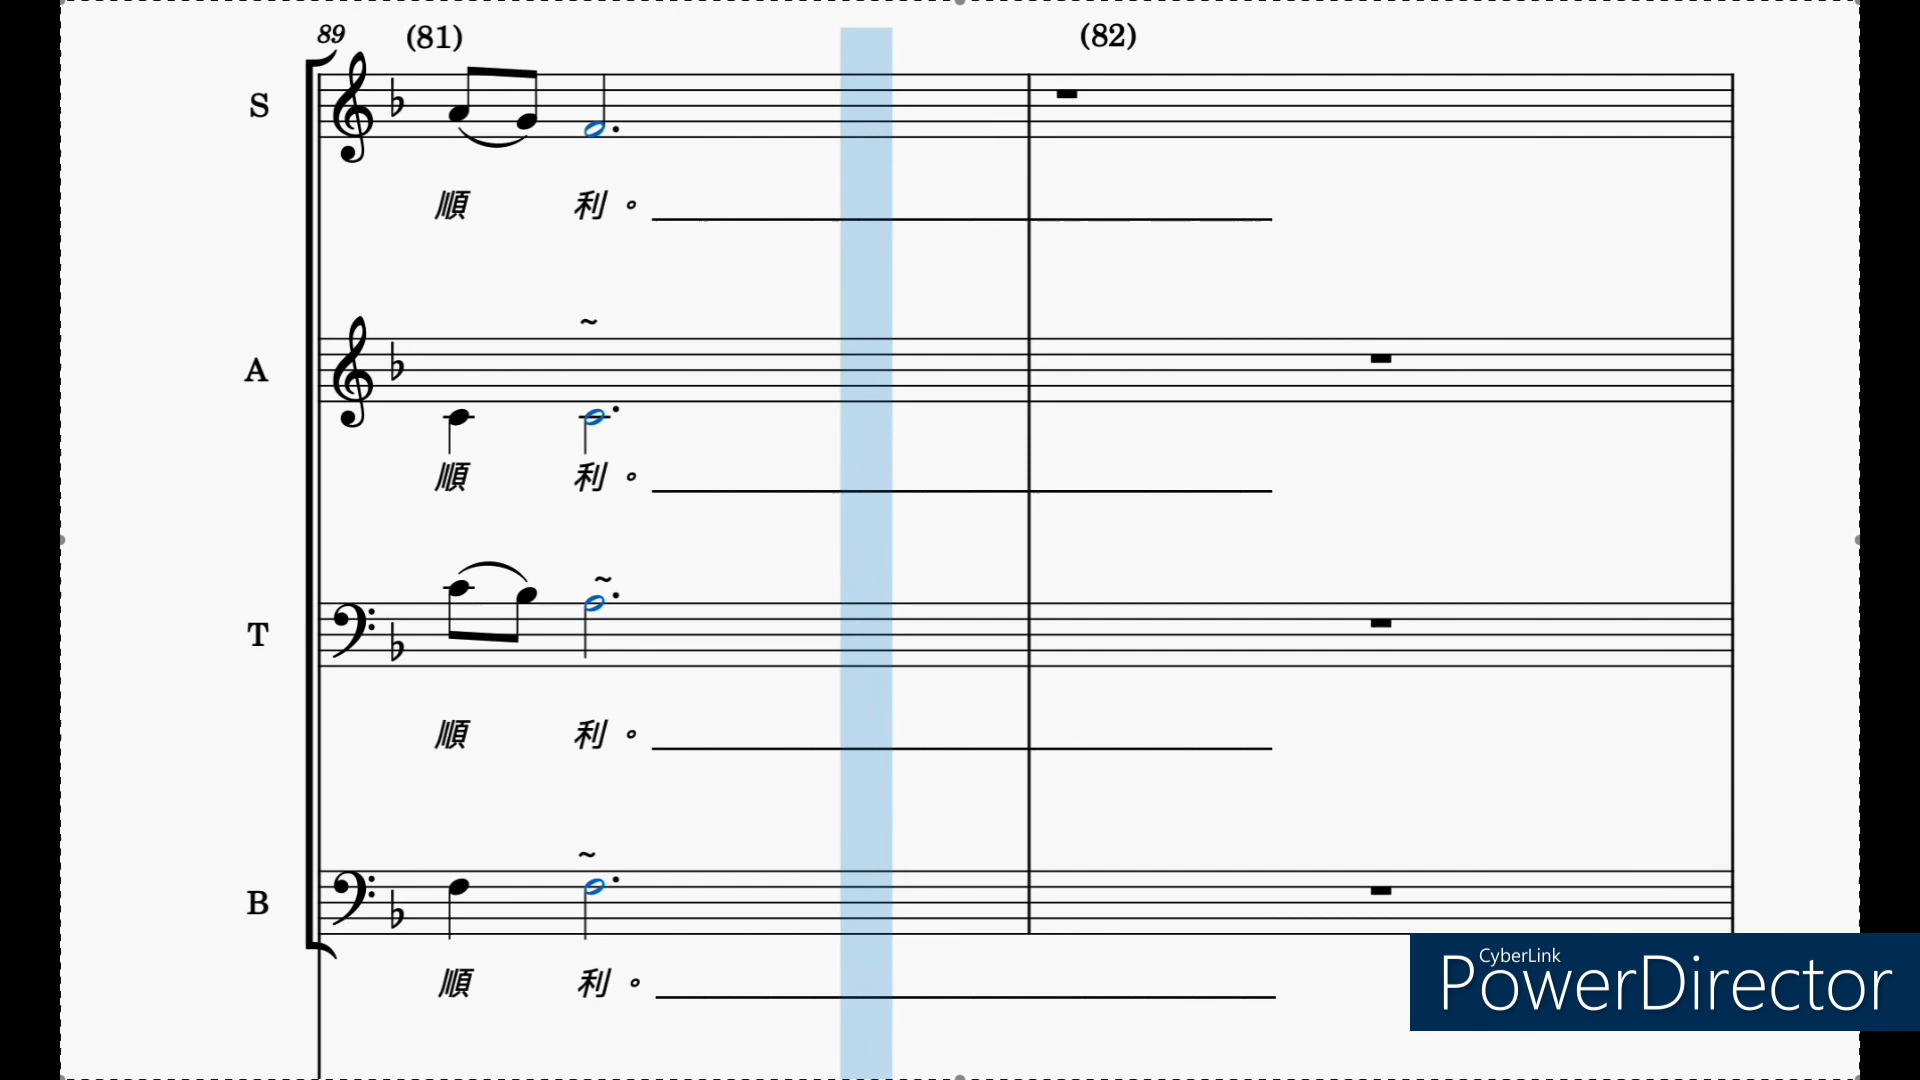 89 (81) (82)
S
順 利。
A
順 利。
T
順 利。
B
順 利。
CyberLink
PowerDirector